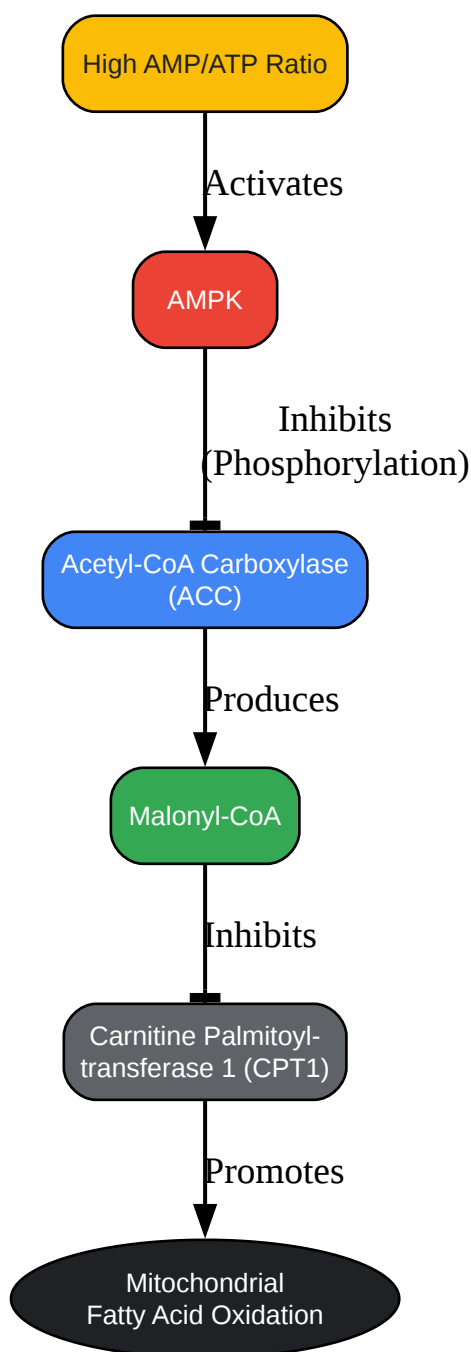 High AMP/ATP Ratio
Activates
AMPK
Inhibits
(Phosphorylation)
Acetyl-CoA Carboxylase
(ACC)
Produces
Malonyl-CoA
Inhibits
Carnitine Palmitoyl-
transferase 1 (CPT1)
Promotes
Mitochondrial
Fatty Acid Oxidation